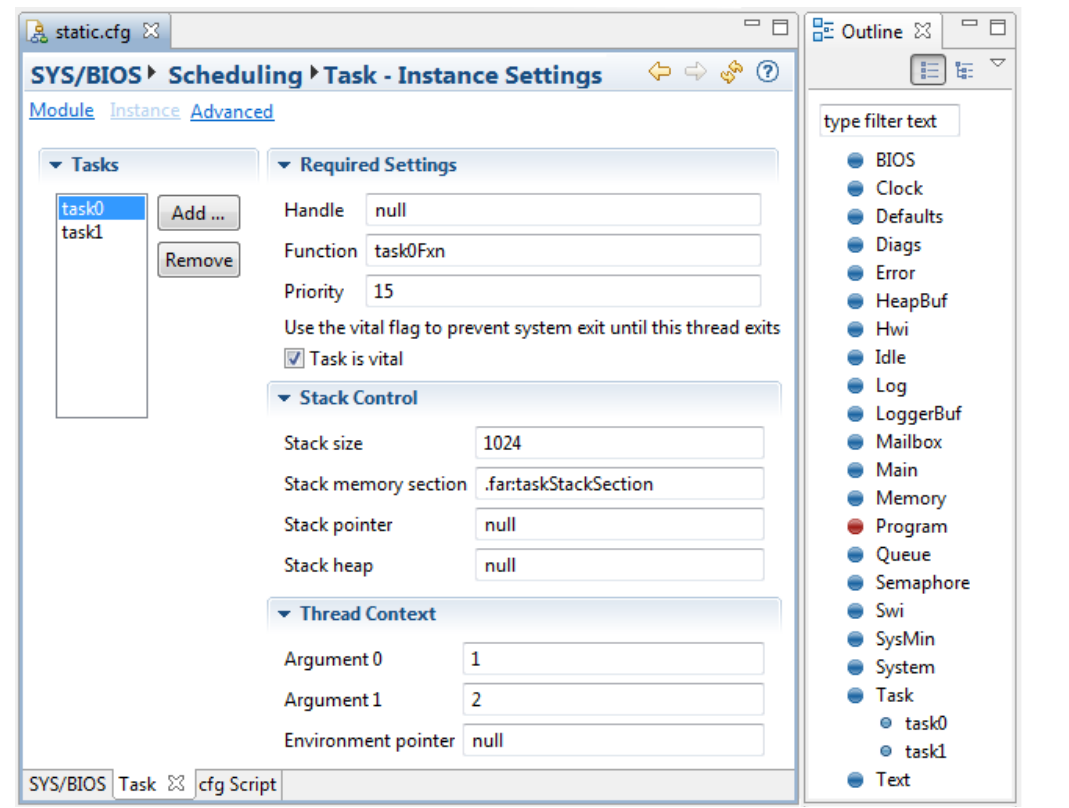 static.cfg
SYS/BIOS Scheduling Task - Instance Settings
Module Instance Advanced
Tasks
task0
task1
Add ...
Remove
Required Settings
Handle null
Function task0Fxn
Priority 15
Use the vital flag to prevent system exit until this thread exits
Task is vital
Stack Control
Stack size 1024
Stack memory section .far:taskStackSection
Stack pointer null
Stack heap null
Thread Context
Argument 0 1
Argument 1 2
Environment pointer null
SYS/BIOS Task cfg Script
Outline
type filter text
BIOS
Clock
Defaults
Diags
Error
HeapBuf
Hwi
Idle
Log
LoggerBuf
Mailbox
Main
Memory
Program
Queue
Semaphore
Swi
SysMin
System
Task
task0
task1
Text